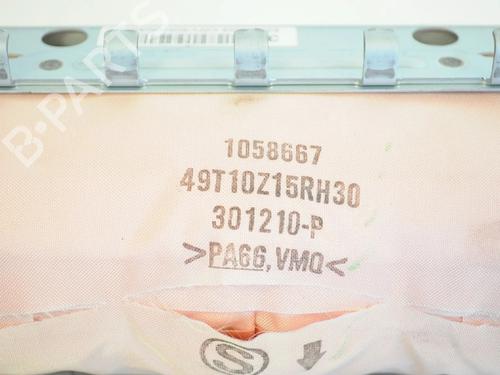 B-PARTS
1058667
49T10Z15RH30
301210-P
>PA66,VMQ<
S